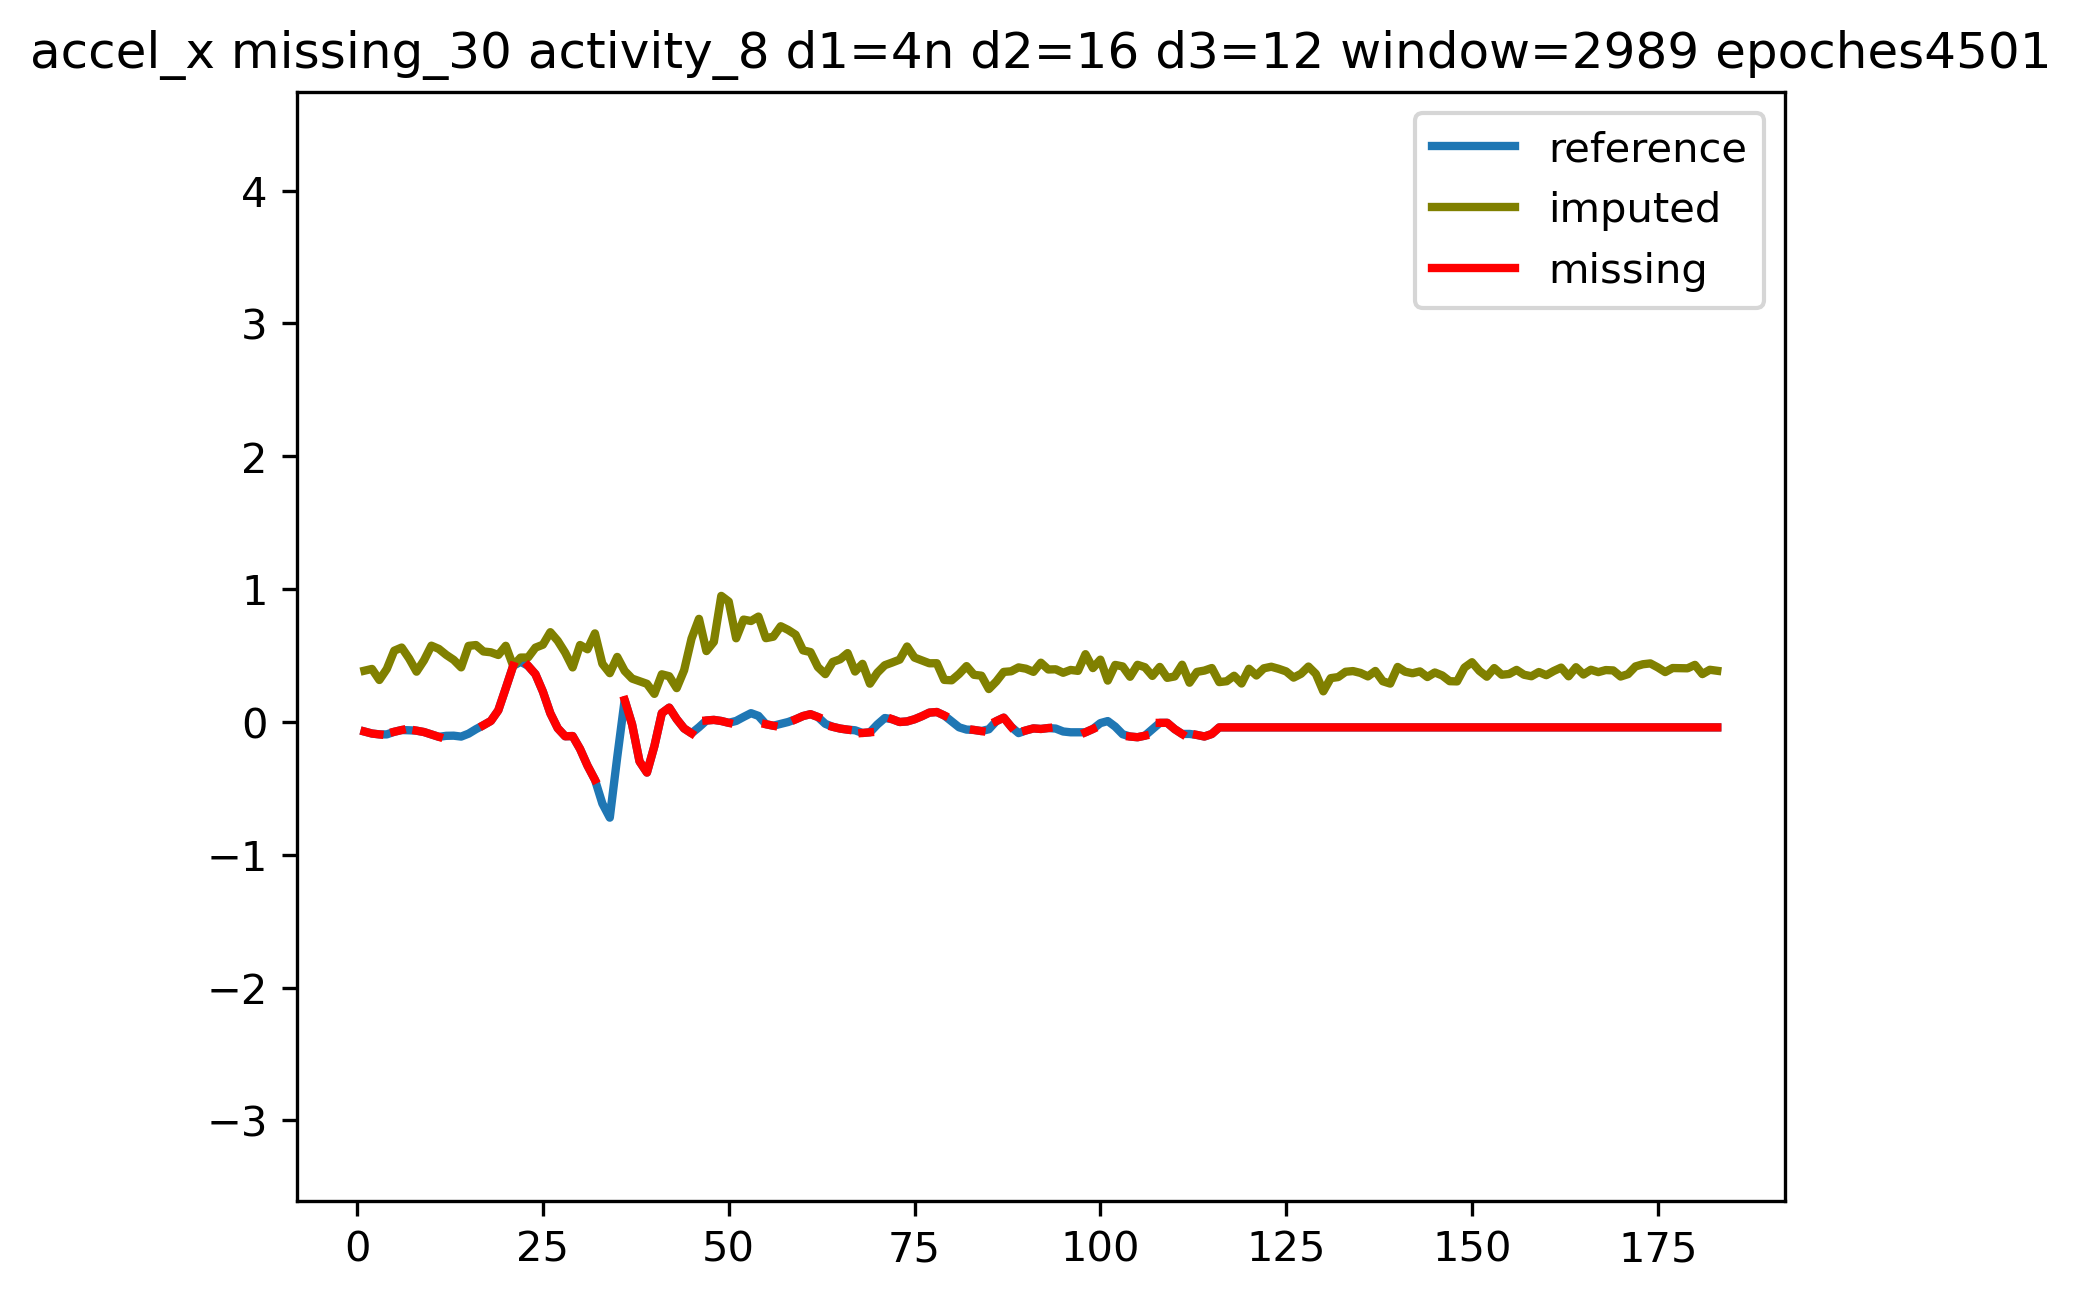 accel_x missing_30 activity_8 d1=4n d2=16 d3=12 window=2989 epoches4501
reference
imputed
missing
4
3
2
1
0
−1
−2
−3
0 25 50 75 100 125 150 175